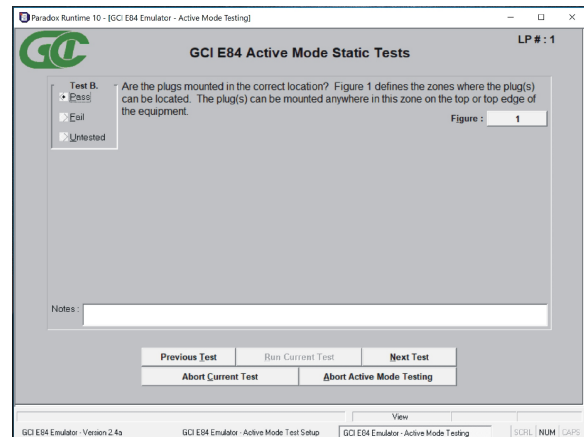 Paradox Runtime 10 - [GCI E84 Emulator - Active Mode Testing]
GCI
GCI E84 Active Mode Static Tests
LP # : 1
Test B.
Pass
Fail
Untested
Are the plugs mounted in the correct location? Figure 1 defines the zones where the plug(s)
can be located. The plug(s) can be mounted anywhere in this zone on the top or top edge of
the equipment.
Figure : 1
Notes :
Previous Test Run Current Test Next Test
Abort Current Test Abort Active Mode Testing
View
GCI E84 Emulator - Version 2.4a GCI E84 Emulator - Active Mode Test Setup GCI E84 Emulator - Active Mode Testing SCRL NUM CAPS